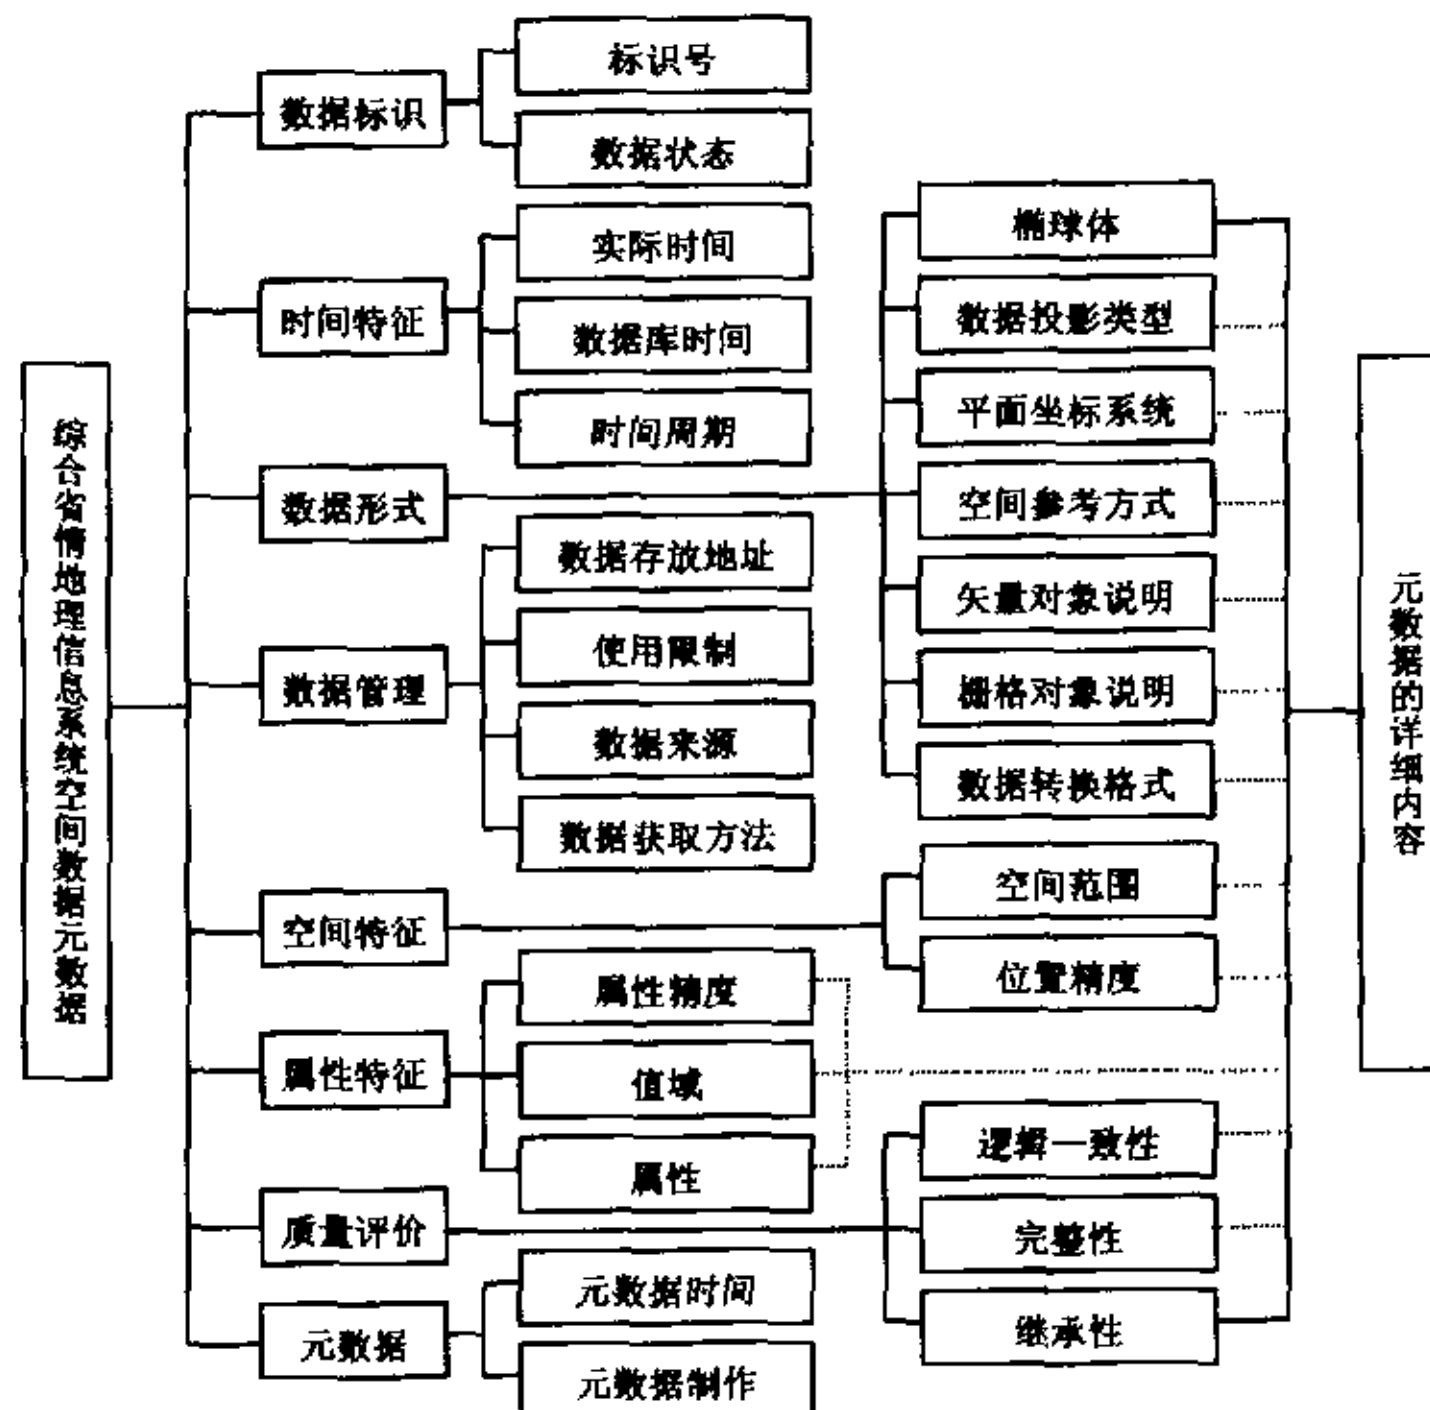 综合省情地理信息系统空间数据元数据
数据标识
标识号
数据状态
时间特征
实际时间
数据库时间
时间周期
数据形式
椭球体
数据投影类型
平面坐标系统
空间参考方式
矢量对象说明
栅格对象说明
数据转换格式
数据管理
数据存放地址
使用限制
数据来源
数据获取方法
空间特征
空间范围
位置精度
属性特征
属性精度
值域
属性
质量评价
逻辑一致性
完整性
继承性
元数据
元数据时间
元数据制作
元数据的详细内容